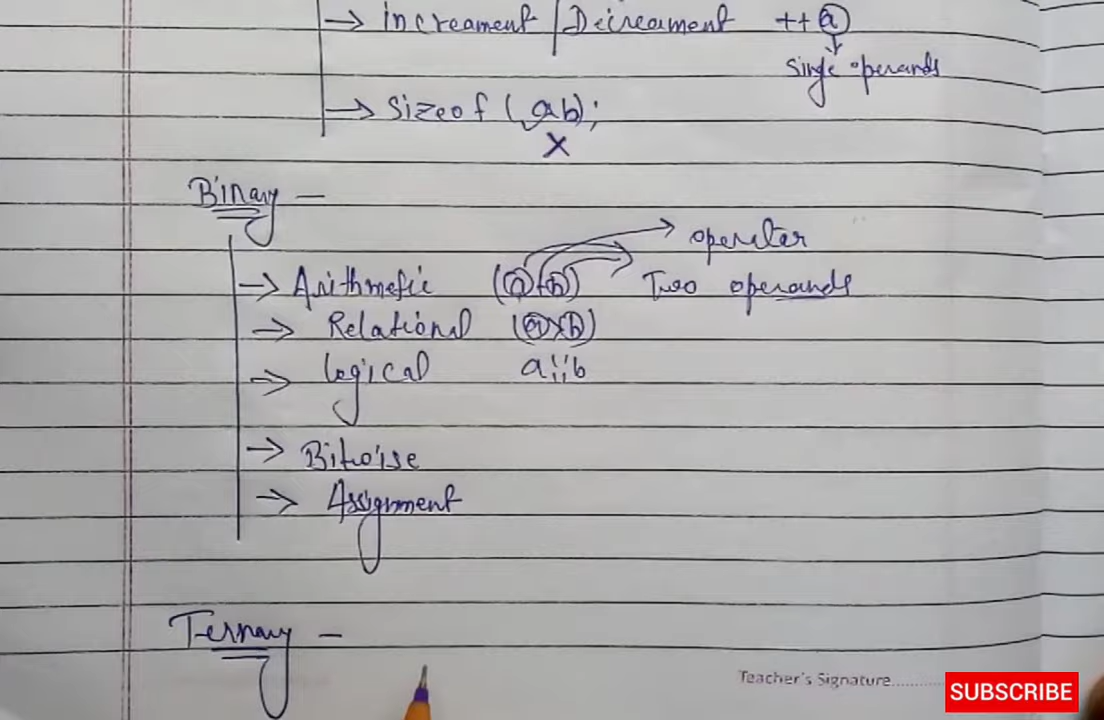 → increament / Decreament ++a
single operands
→ sizeof (ab);
x
Binary -
→ Arithmetic (a+b) Two operands
operator
→ Relational (a>b)
→ logical a||b
→ Bitwise
→ Assignment
Ternary -
Teacher's Signature..........
SUBSCRIBE